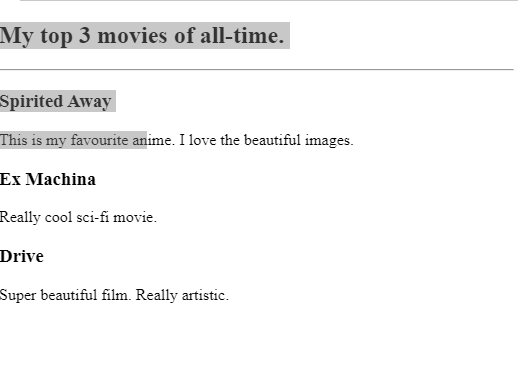 My top 3 movies of all-time.
Spirited Away
This is my favourite anime. I love the beautiful images.
Ex Machina
Really cool sci-fi movie.
Drive
Super beautiful film. Really artistic.